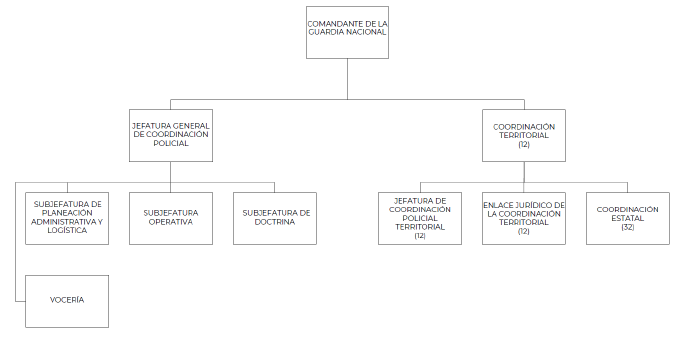 COMANDANTE DE LA
GUARDIA NACIONAL
JEFATURA GENERAL
DE COORDINACIÓN
POLICIAL
COORDINACIÓN
TERRITORIAL
(12)
SUBJEFATURA DE
PLANEACIÓN
ADMINISTRATIVA Y
LOGÍSTICA
SUBJEFATURA
OPERATIVA
SUBJEFATURA DE
DOCTRINA
JEFATURA DE
COORDINACIÓN
POLICIAL
TERRITORIAL
(12)
ENLACE JURÍDICO DE
LA COORDINACIÓN
TERRITORIAL
(12)
COORDINACIÓN
ESTATAL
(32)
VOCERÍA